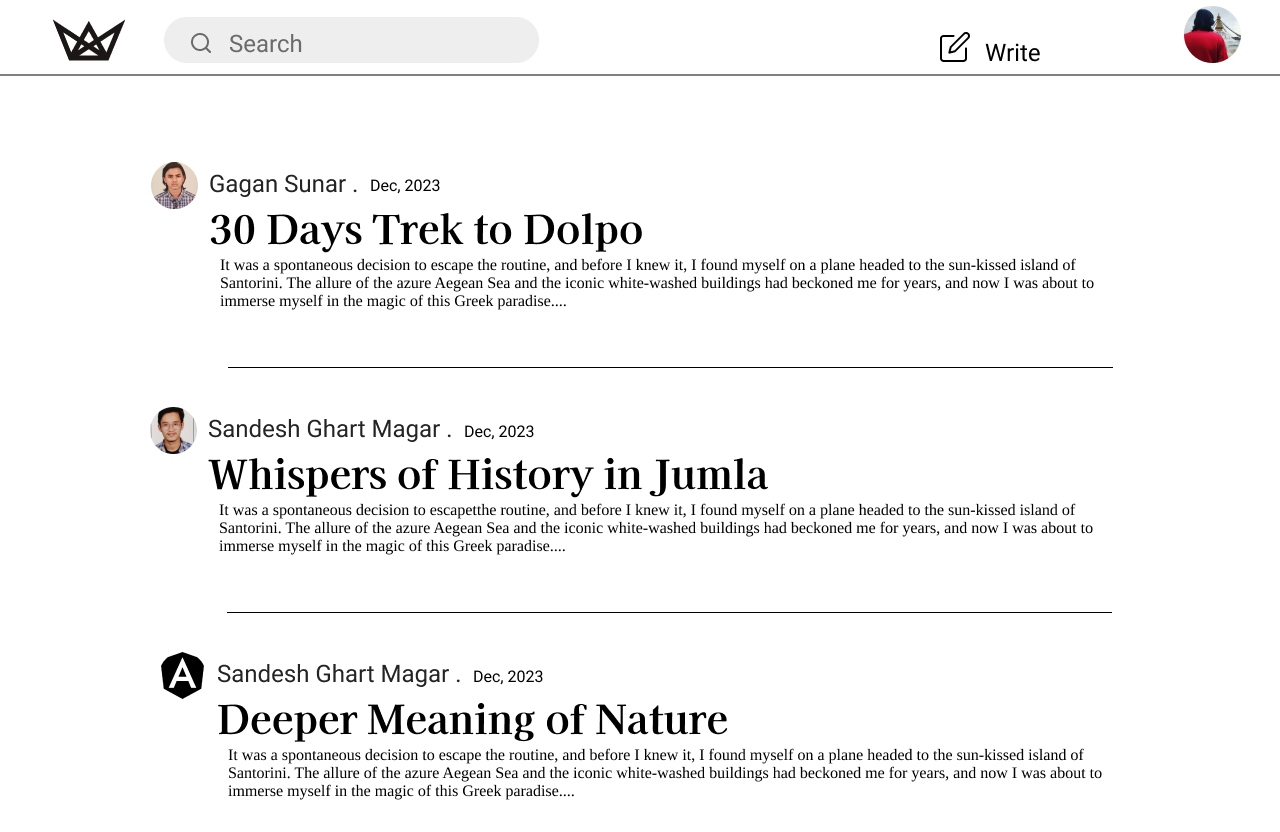 Search
Write
Gagan Sunar . Dec, 2023
30 Days Trek to Dolpo
It was a spontaneous decision to escape the routine, and before I knew it, I found myself on a plane headed to the sun-kissed island of
Santorini. The allure of the azure Aegean Sea and the iconic white-washed buildings had beckoned me for years, and now I was about to
immerse myself in the magic of this Greek paradise....
Sandesh Ghart Magar . Dec, 2023
Whispers of History in Jumla
It was a spontaneous decision to escapetthe routine, and before I knew it, I found myself on a plane headed to the sun-kissed island of
Santorini. The allure of the azure Aegean Sea and the iconic white-washed buildings had beckoned me for years, and now I was about to
immerse myself in the magic of this Greek paradise....
A
Sandesh Ghart Magar . Dec, 2023
Deeper Meaning of Nature
It was a spontaneous decision to escape the routine, and before I knew it, I found myself on a plane headed to the sun-kissed island of
Santorini. The allure of the azure Aegean Sea and the iconic white-washed buildings had beckoned me for years, and now I was about to
immerse myself in the magic of this Greek paradise....